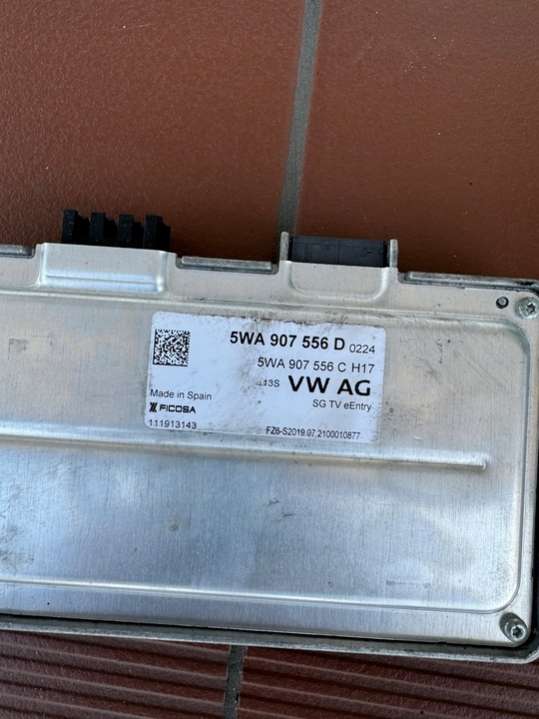 5WA 907 556 D 0224
5WA 907 556 C H17
VW AG
Made in Spain
SG TV eEntry
FICOSA
111913143
FZ6-S2019.07.2100010877